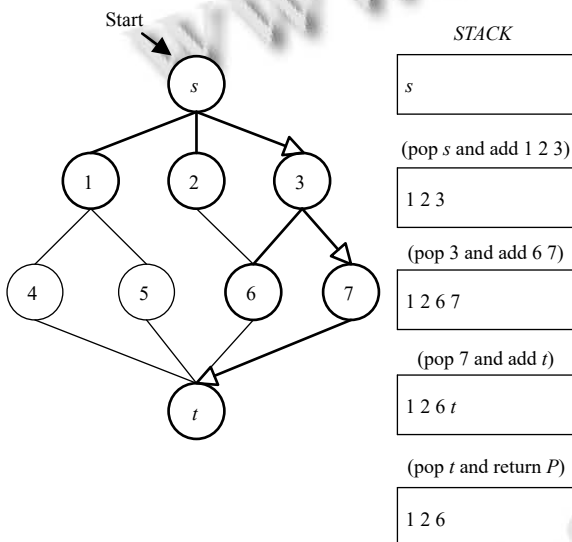 Start
STACK
s
s
(pop s and add 1 2 3)
1 2 3
1 2 3
(pop 3 and add 6 7)
4 5 6 7
1 2 6 7
(pop 7 and add t)
t
1 2 6 t
(pop t and return P)
1 2 6